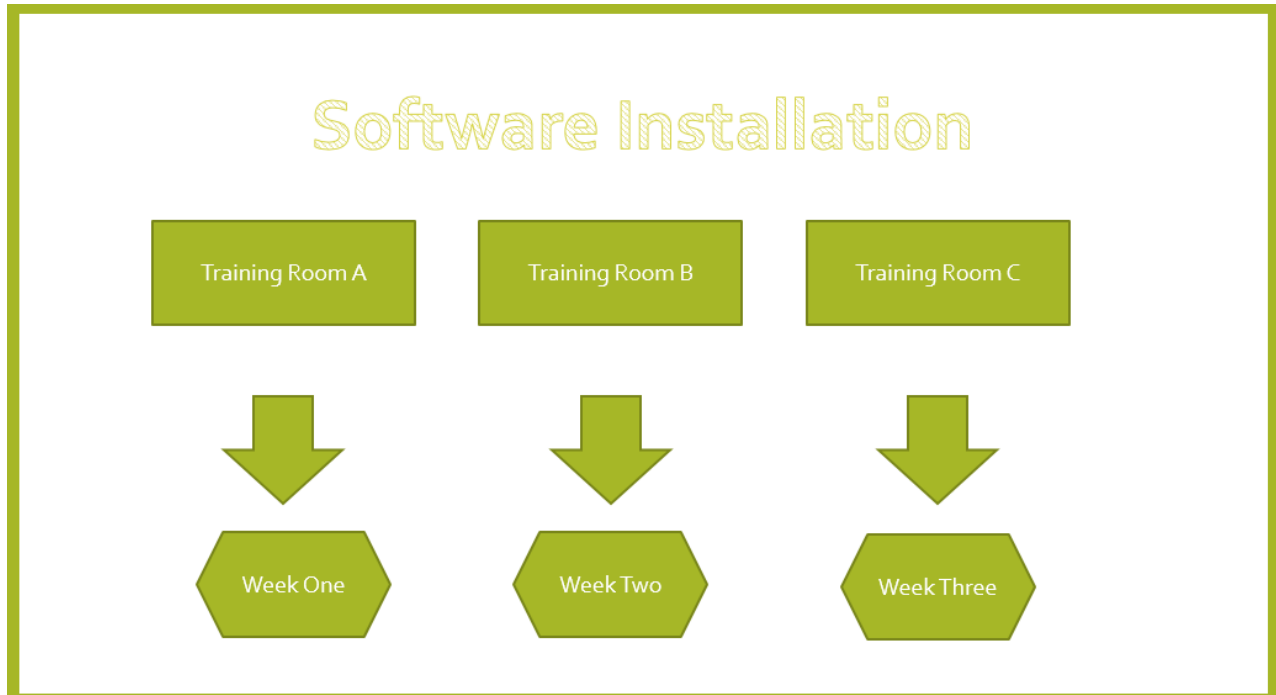 Software Installation
Training Room A
Training Room B
Training Room C
Week One
Week Two
Week Three